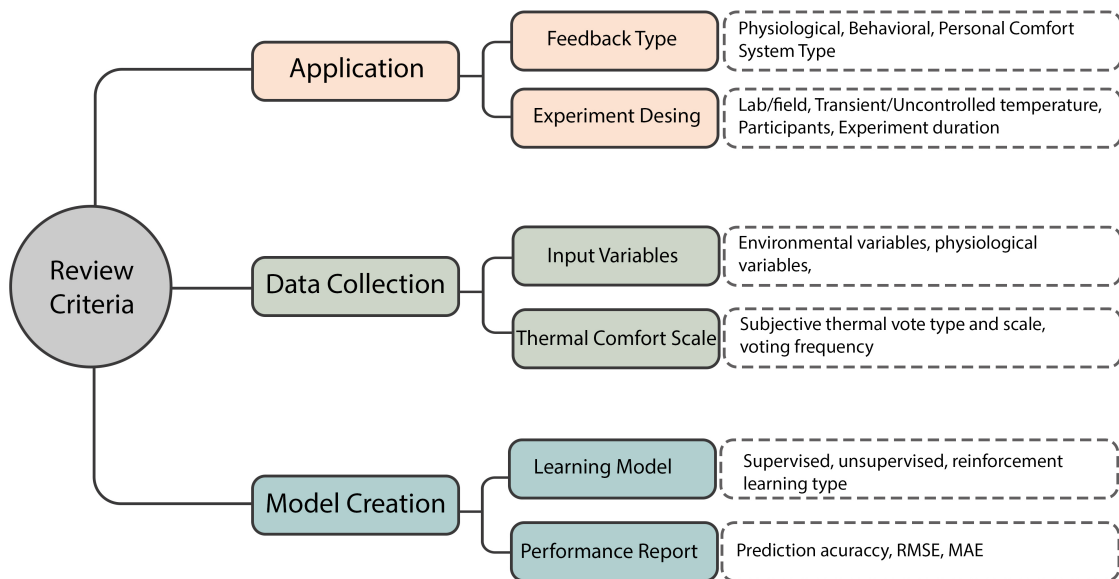 Review
Criteria
Application
Feedback Type
Physiological, Behavioral, Personal Comfort
System Type
Experiment Desing
Lab/field, Transient/Uncontrolled temperature,
Participants, Experiment duration
Data Collection
Input Variables
Environmental variables, physiological
variables,
Thermal Comfort Scale
Subjective thermal vote type and scale,
voting frequency
Model Creation
Learning Model
Supervised, unsupervised, reinforcement
learning type
Performance Report
Prediction acuraccy, RMSE, MAE